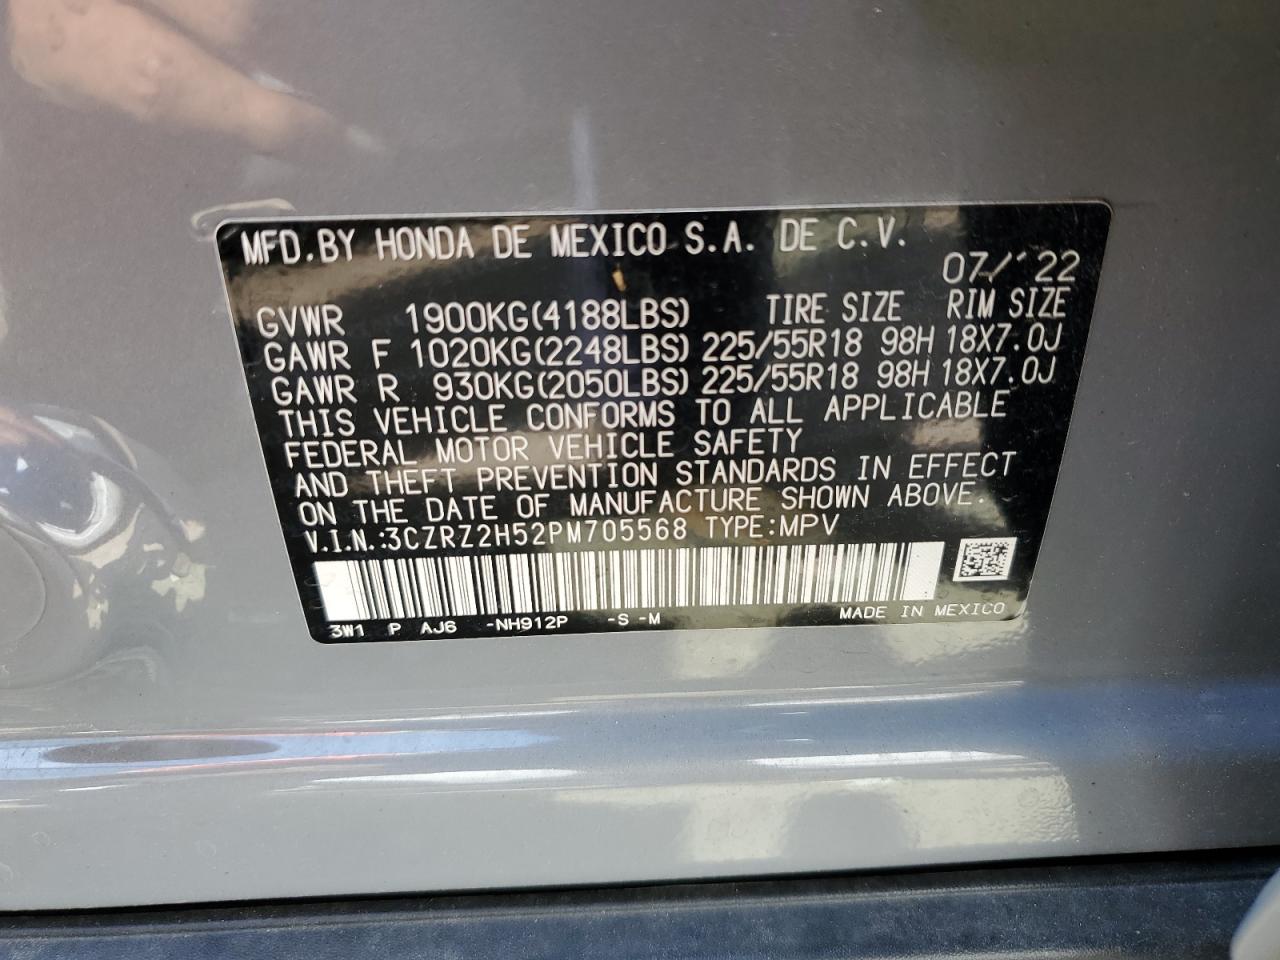 MFD.BY HONDA DE MEXICO S.A. DE C.V.
07/'22
GVWR 1900KG(4188LBS) TIRE SIZE RIM SIZE
GAWR F 1020KG(2248LBS) 225/55R18 98H 18X7.0J
GAWR R 930KG(2050LBS) 225/55R18 98H 18X7.0J
THIS VEHICLE CONFORMS TO ALL APPLICABLE
FEDERAL MOTOR VEHICLE SAFETY
AND THEFT PREVENTION STANDARDS IN EFFECT
ON THE DATE OF MANUFACTURE SHOWN ABOVE.
V.I.N.:3CZRZ2H52PM705568 TYPE:MPV
3W1 P AJ6 -NH912P -S -M MADE IN MEXICO